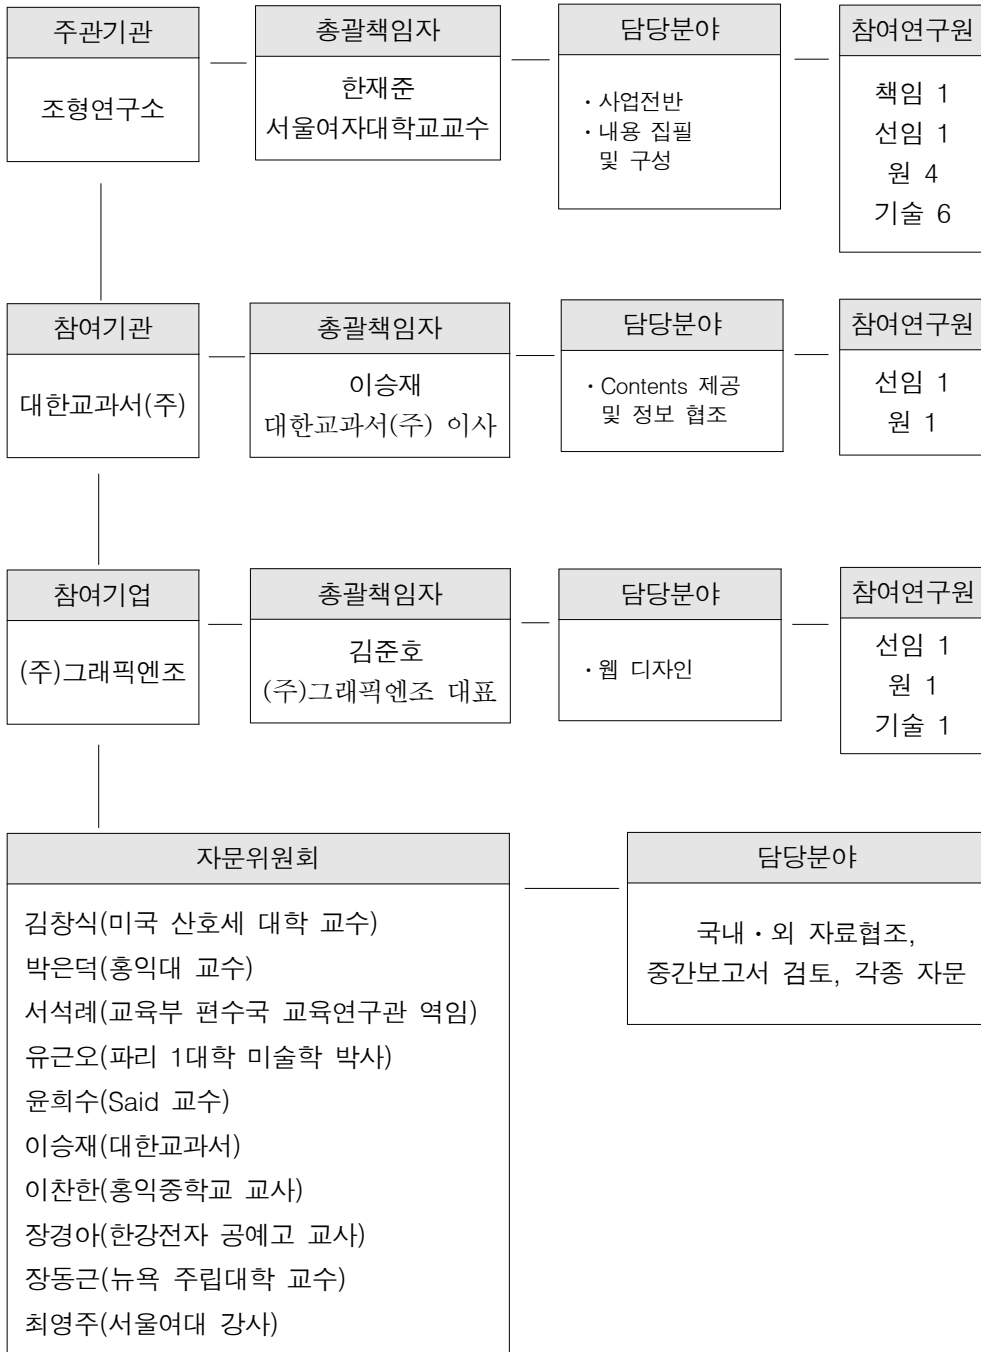 주관기관
조형연구소
총괄책임자
한재준
서울여자대학교교수
담당분야
· 사업전반
· 내용 집필
및 구성
참여연구원
책임 1
선임 1
원 4
기술 6
참여기관
대한교과서(주)
총괄책임자
이승재
대한교과서(주) 이사
담당분야
· Contents 제공
및 정보 협조
참여연구원
선임 1
원 1
참여기업
(주)그래픽엔조
총괄책임자
김준호
(주)그래픽엔조 대표
담당분야
· 웹 디자인
참여연구원
선임 1
원 1
기술 1
자문위원회
김창식(미국 산호세 대학 교수)
박은덕(홍익대 교수)
서석례(교육부 편수국 교육연구관 역임)
유근오(파리 1대학 미술학 박사)
윤희수(Said 교수)
이승재(대한교과서)
이찬한(홍익중학교 교사)
장경아(한강전자 공예고 교사)
장동근(뉴욕 주립대학 교수)
최영주(서울여대 강사)
담당분야
국내 · 외 자료협조,
중간보고서 검토, 각종 자문